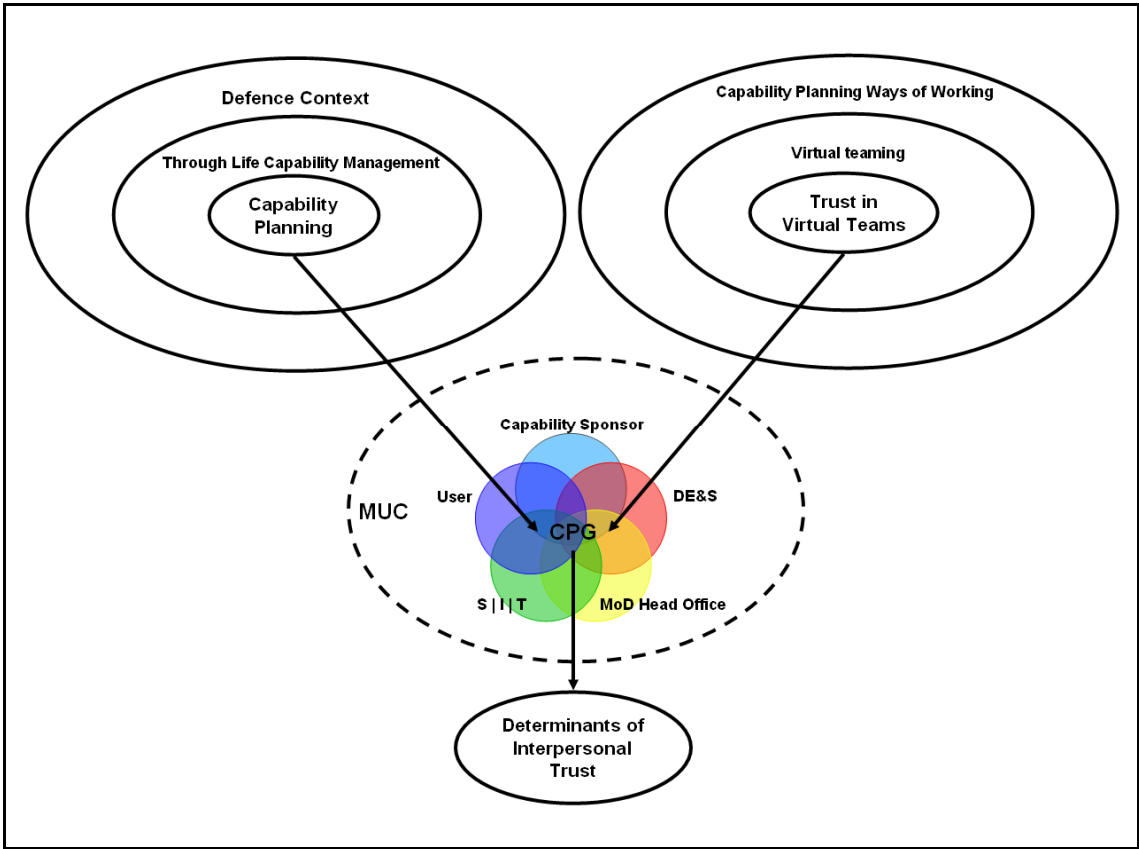 Defence Context
Through Life Capability Management
Capability
Planning
Capability Planning Ways of Working
Virtual teaming
Trust in
Virtual Teams
Capability Sponsor
User
DE&S
MUC
CPG
S | I | T
MoD Head Office
Determinants of
Interpersonal
Trust